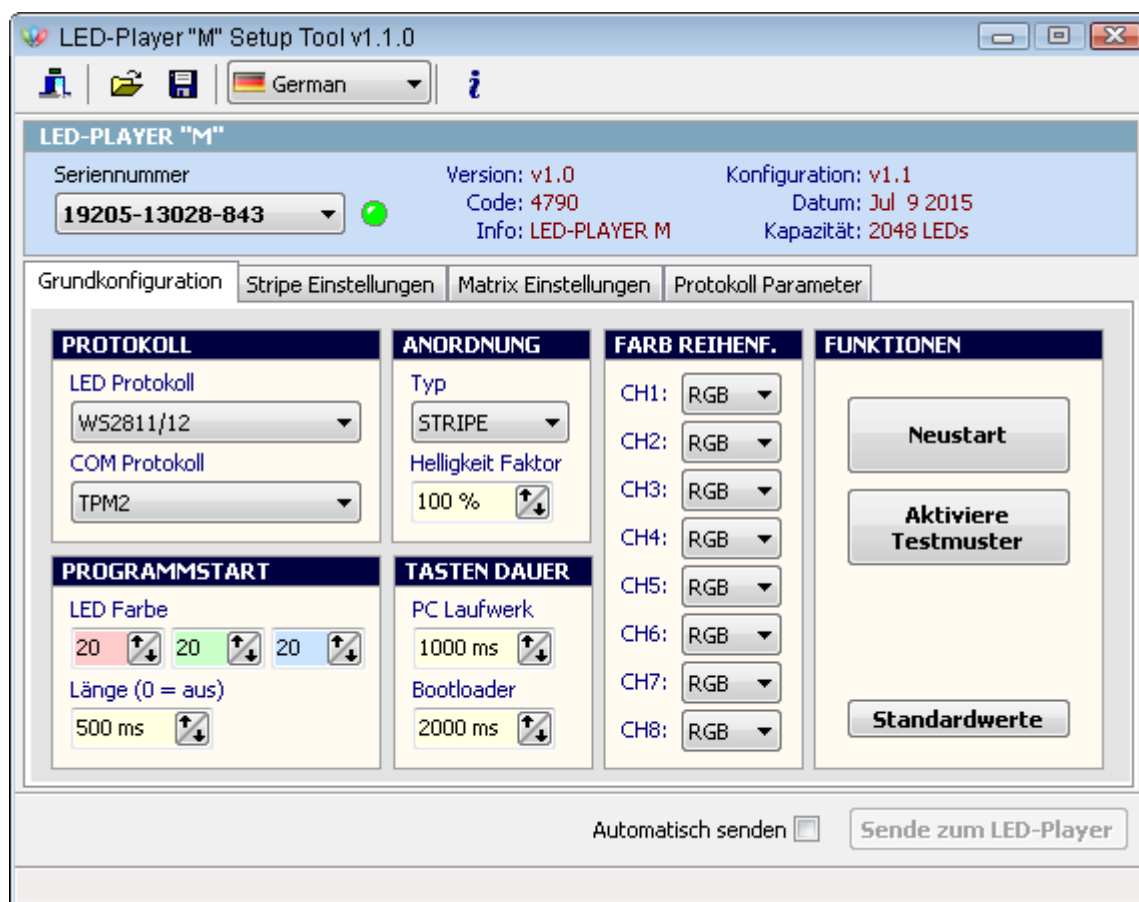 LED-Player "M" Setup Tool v1.1.0
German
i
LED-PLAYER "M"
Seriennummer
19205-13028-843
Version: v1.0
Code: 4790
Info: LED-PLAYER M
Konfiguration: v1.1
Datum: Jul 9 2015
Kapazität: 2048 LEDs
Grundkonfiguration
Stripe Einstellungen
Matrix Einstellungen
Protokoll Parameter
PROTOKOLL
LED Protokoll
WS2811/12
COM Protokoll
TPM2
ANORDNUNG
Typ
STRIPE
Helligkeit Faktor
100 %
PROGRAMMSTART
LED Farbe
20 20 20
Länge (0 = aus)
500 ms
TASTEN DAUER
PC Laufwerk
1000 ms
Bootloader
2000 ms
FARB REIHENF.
CH1: RGB
CH2: RGB
CH3: RGB
CH4: RGB
CH5: RGB
CH6: RGB
CH7: RGB
CH8: RGB
FUNKTIONEN
Neustart
Aktiviere
Testmuster
Standardwerte
Automatisch senden
Sende zum LED-Player